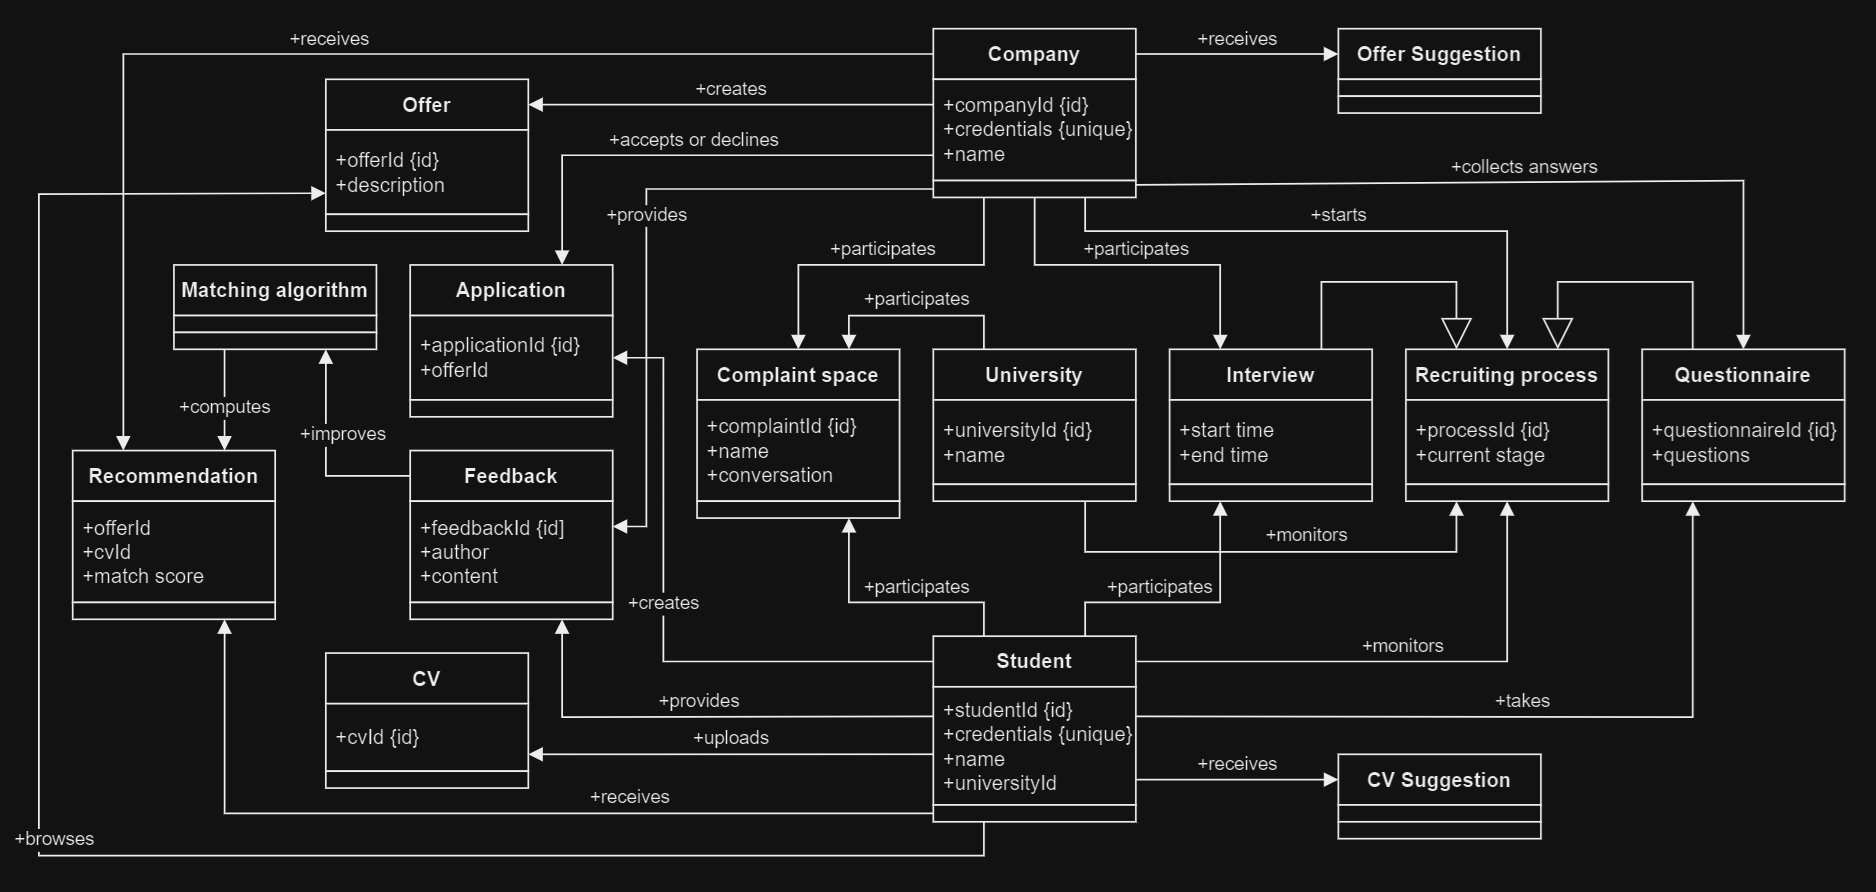 +receives
Company
+receives
Offer Suggestion
Offer
+creates
+companyId {id}
+credentials {unique}
+name
+accepts or declines
+offerId {id}
+description
+collects answers
+provides
+starts
+participates
+participates
Matching algorithm
Application
+participates
+applicationId {id}
+offerId
Complaint space
University
Interview
Recruiting process
Questionnaire
+computes
+improves
+complaintId {id}
+name
+conversation
+universityId {id}
+name
+start time
+end time
+processId {id}
+current stage
+questionnaireId {id}
+questions
Recommendation
Feedback
+offerId
+cvId
+match score
+feedbackId {id]
+author
+content
+monitors
+participates
+participates
+creates
Student
+monitors
CV
+provides
+takes
+cvId {id}
+uploads
+studentId {id}
+credentials {unique}
+name
+universityId
+receives
CV Suggestion
+receives
+browses